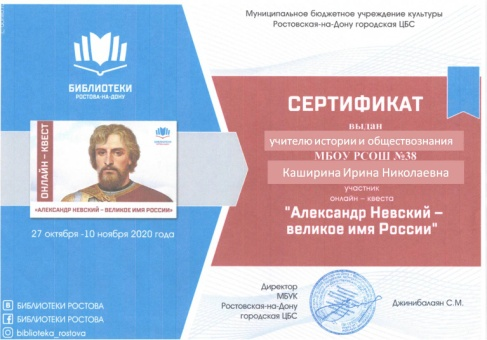 Муниципальное бюджетное учреждение культуры
Ростовская-на-Дону городская ЦБС
БИБЛИОТЕКИ
РОСТОВА-НА-ДОНУ
ОНЛАЙН – КВЕСТ
"АЛЕКСАНДР НЕВСКИЙ – ВЕЛИКОЕ ИМЯ РОССИИ"
27 октября -10 ноября 2020 года
СЕРТИФИКАТ
выдан
учителю истории и обществознания
МБОУ РСОШ №38
Каширина Ирина Николаевна
участник
онлайн – квеста
"Александр Невский –
великое имя России"
БИБЛИОТЕКИ РОСТОВА
БИБЛИОТЕКИ РОСТОВА
biblioteka_rostova
Директор
МБУК
Ростовская-на-Дону
городская ЦБС
Джинибалаян С.М.